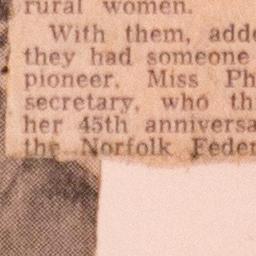 rural women.
With them, adde
they had someone
pioneer, Miss Ph
secretary, who th
her 45th anniversa
the Norfolk Feder